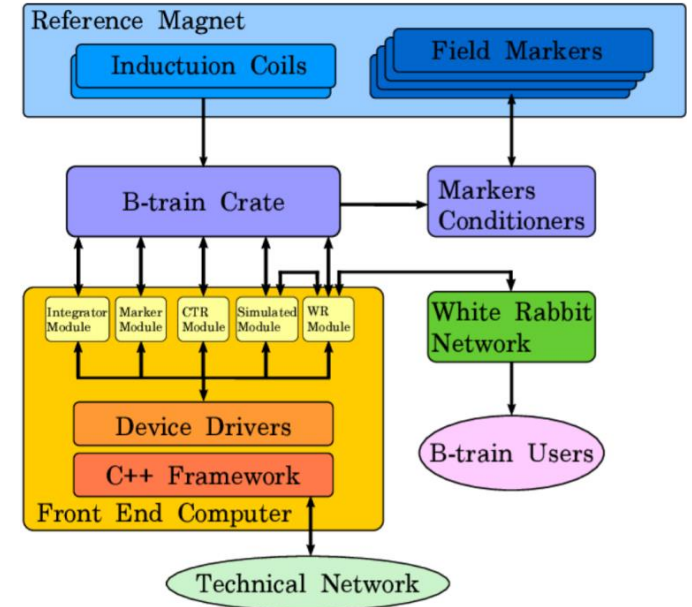 Reference Magnet
Inductuion Coils
Field Markers
B-train Crate
Markers
Conditioners
Integrator
Module
Marker
Module
CTR
Module
Simulated
Module
WR
Module
White Rabbit
Network
Device Drivers
B-train Users
C++ Framework
Front End Computer
Technical Network